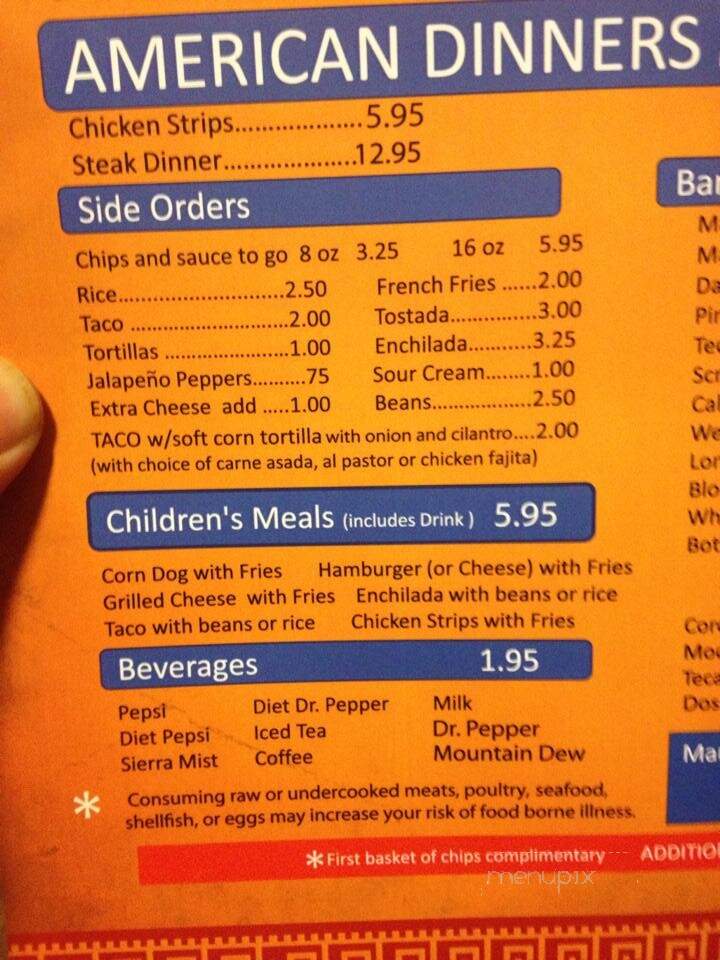 AMERICAN DINNERS
Chicken Strips....................5.95
Steak Dinner....................12.95
Side Orders
Chips and sauce to go 8 oz 3.25 16 oz 5.95
Rice..........................2.50
Taco .........................2.00
Tortillas ....................1.00
Jalapeño Peppers..........75
Extra Cheese add .....1.00
French Fries ......2.00
Tostada...............3.00
Enchilada...........3.25
Sour Cream........1.00
Beans.................2.50
TACO w/soft corn tortilla with onion and cilantro....2.00
(with choice of carne asada, al pastor or chicken fajita)
Children's Meals (includes Drink ) 5.95
Corn Dog with Fries Hamburger (or Cheese) with Fries
Grilled Cheese with Fries Enchilada with beans or rice
Taco with beans or rice Chicken Strips with Fries
Beverages 1.95
Pepsi
Diet Pepsi
Sierra Mist
Diet Dr. Pepper
Iced Tea
Coffee
Milk
Dr. Pepper
Mountain Dew
* Consuming raw or undercooked meats, poultry, seafood,
shellfish, or eggs may increase your risk of food borne illness.
*First basket of chips complimentary
menupix